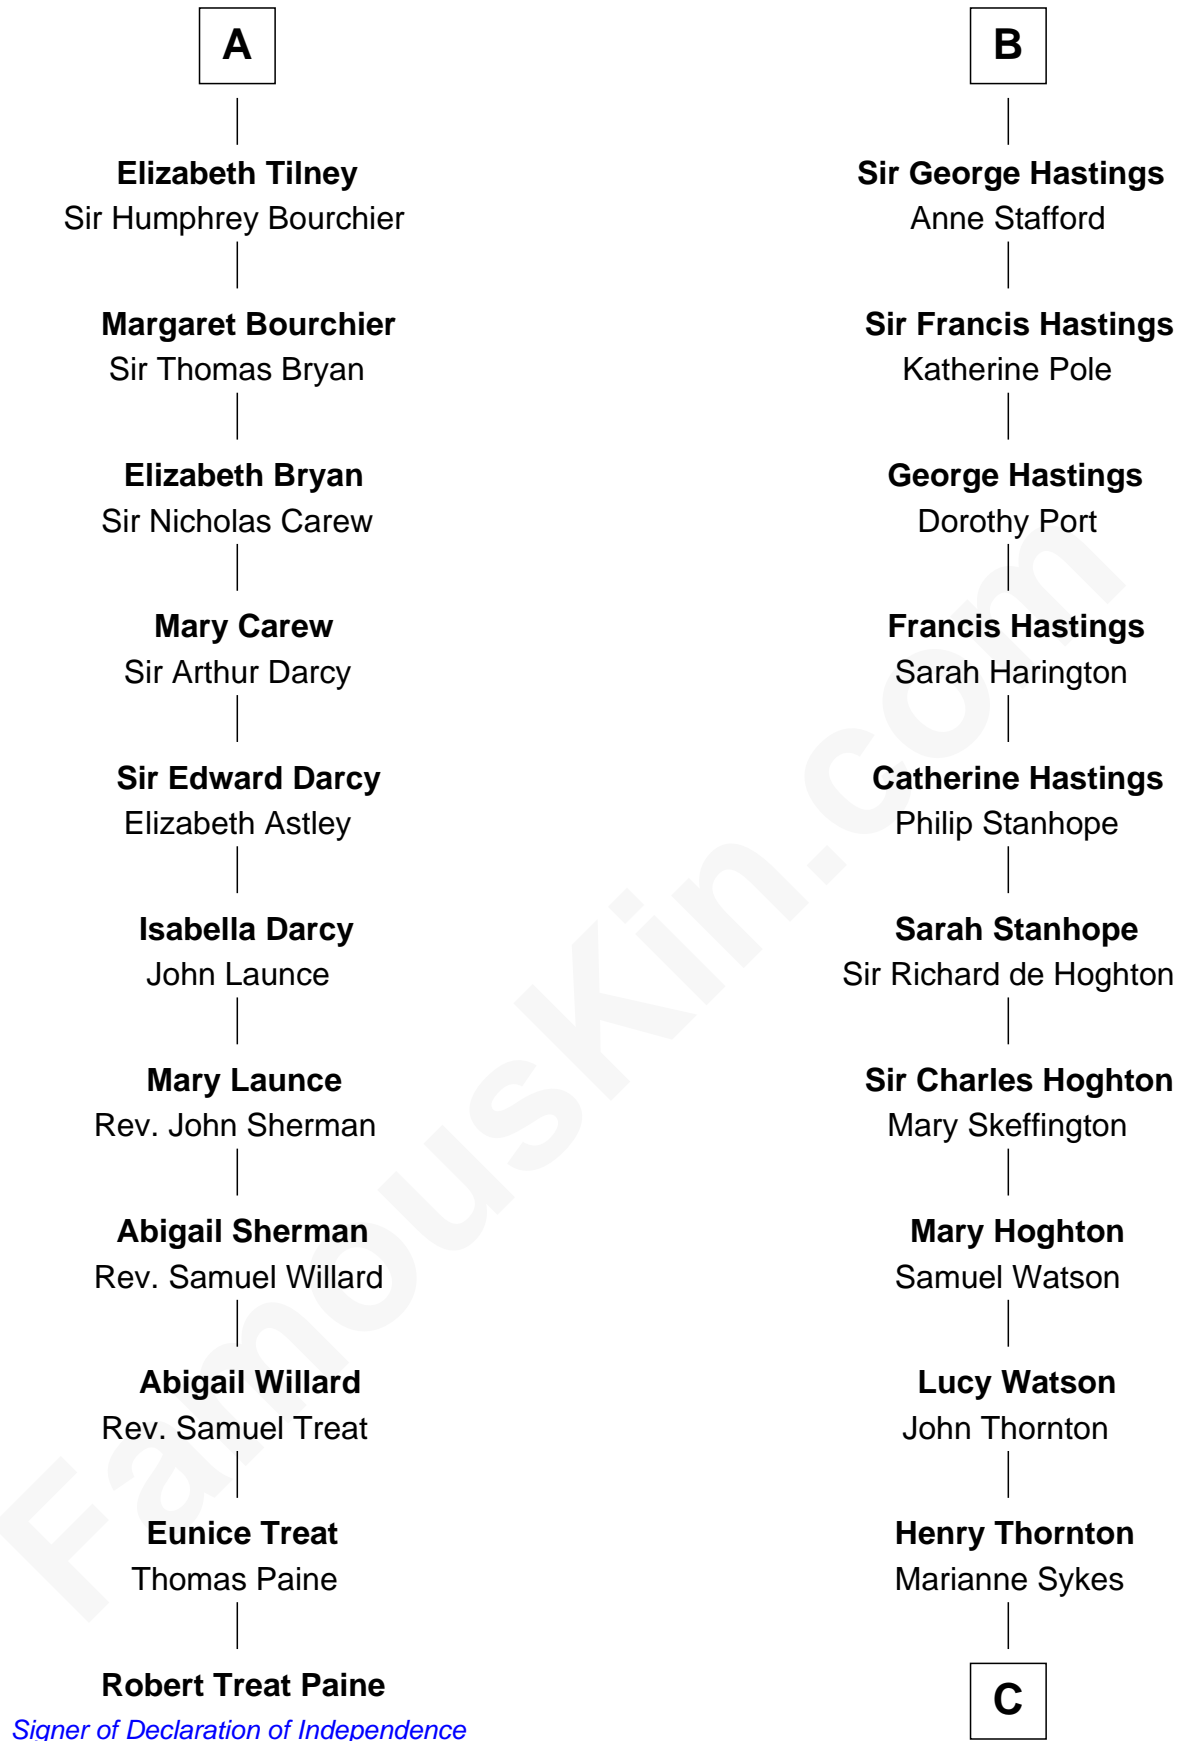 A
Elizabeth Tilney
Sir Humphrey Bourchier
Margaret Bourchier
Sir Thomas Bryan
Elizabeth Bryan
Sir Nicholas Carew
Mary Carew
Sir Arthur Darcy
Sir Edward Darcy
Elizabeth Astley
Isabella Darcy
John Launce
Mary Launce
Rev. John Sherman
Abigail Sherman
Rev. Samuel Willard
Abigail Willard
Rev. Samuel Treat
Eunice Treat
Thomas Paine
Robert Treat Paine
Signer of Declaration of Independence
B
Sir George Hastings
Anne Stafford
Sir Francis Hastings
Katherine Pole
George Hastings
Dorothy Port
Francis Hastings
Sarah Harington
Catherine Hastings
Philip Stanhope
Sarah Stanhope
Sir Richard de Hoghton
Sir Charles Hoghton
Mary Skeffington
Mary Hoghton
Samuel Watson
Lucy Watson
John Thornton
Henry Thornton
Marianne Sykes
C
FamousKin.com